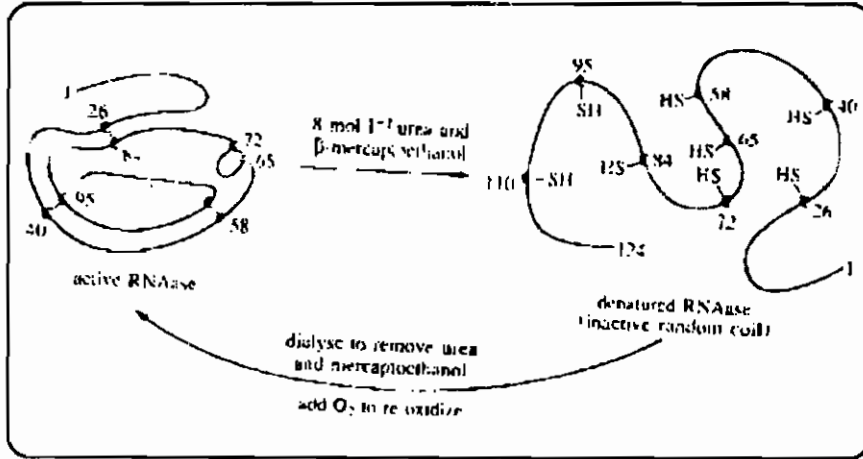 1
26
72
65
95
40
58
active RNAase
8 mol l⁻¹ urea and
β-mercaptoethanol
95
SH
110
-SH
HS
84
124
HS
58
HS
65
HS
72
HS
40
HS
26
1
denatured RNAase
(inactive random coil)
dialyse to remove urea
and mercaptoethanol
add O₂ to re oxidize